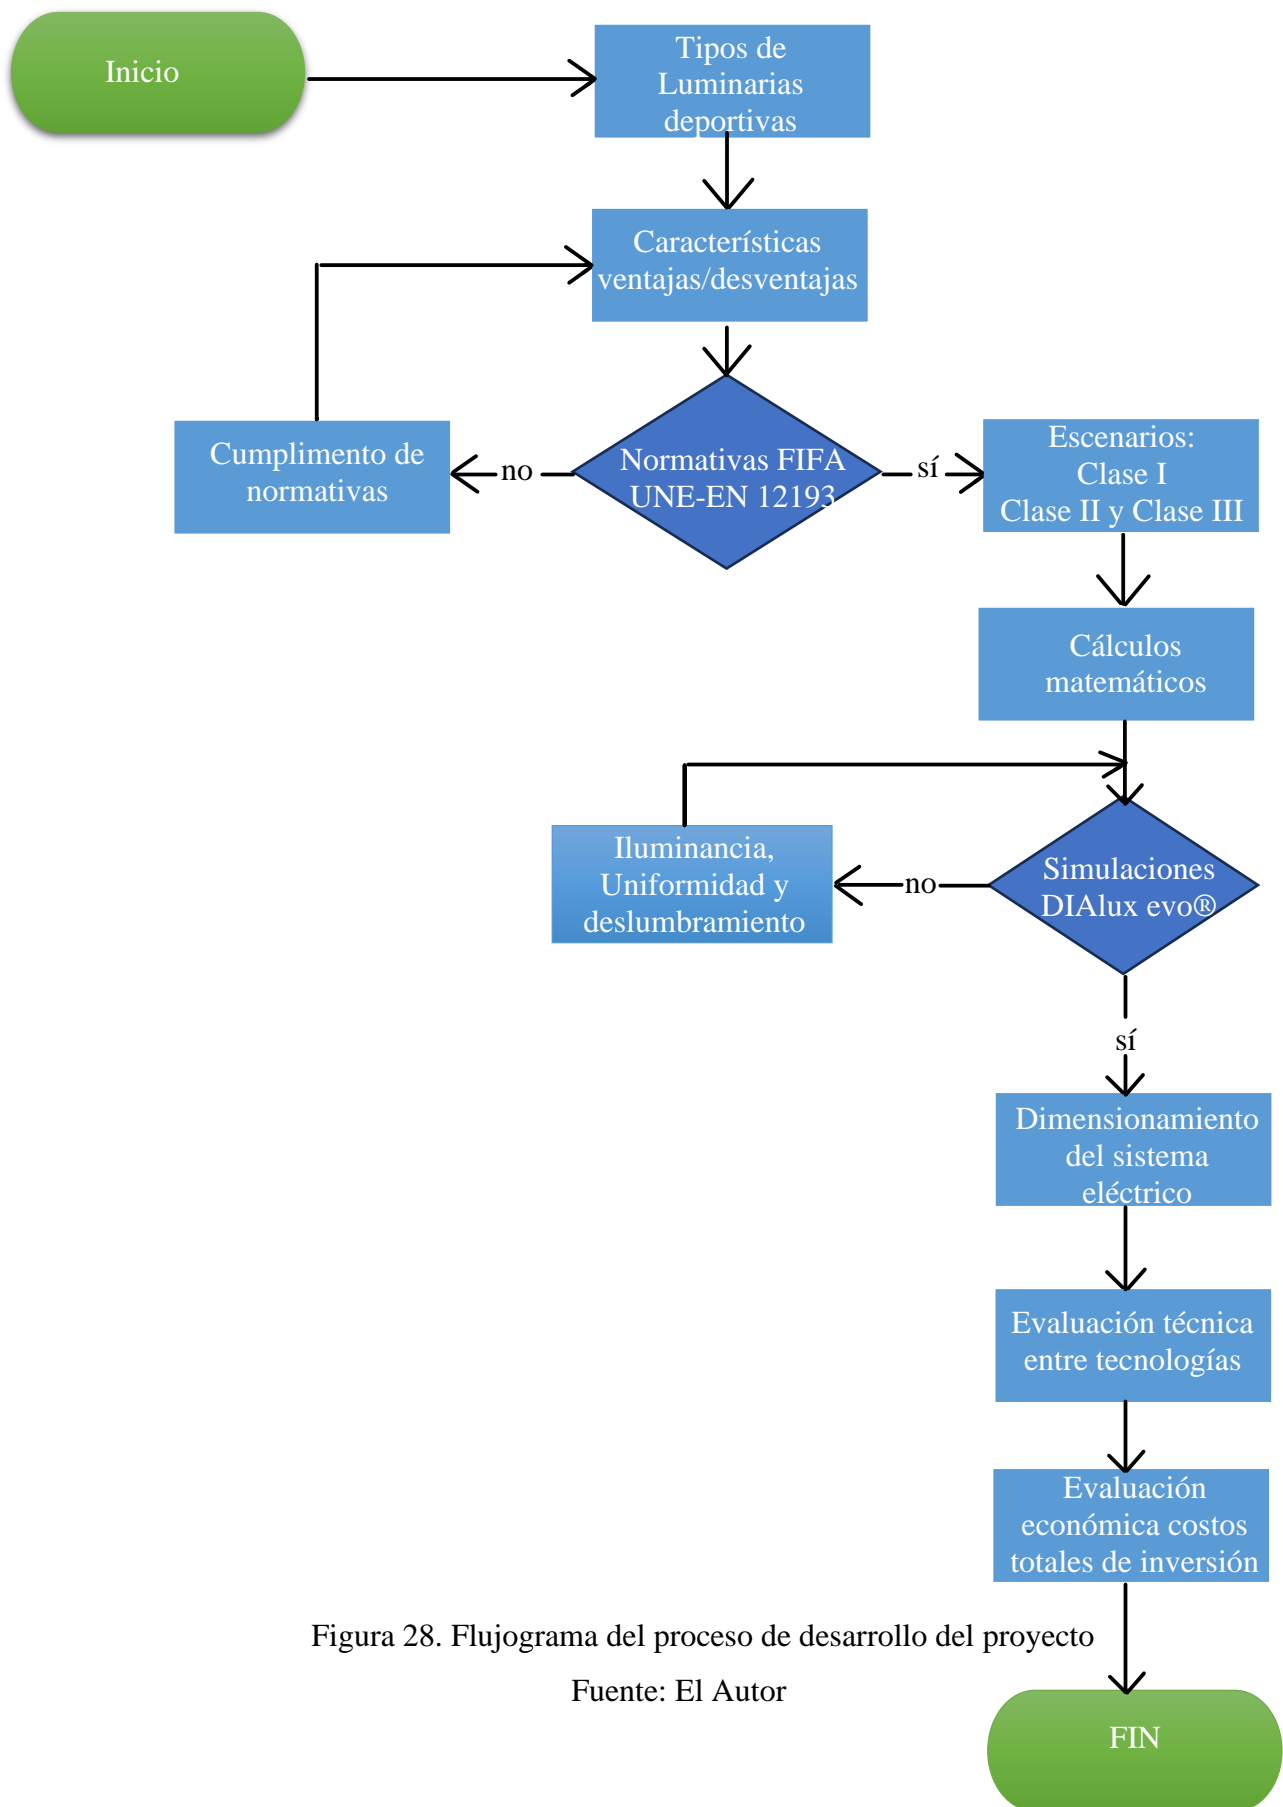 Inicio
Tipos de
Luminarias
deportivas
Característícas
ventajas/desventajas
Normativas FIFA
UNE-EN 12193
no
Cumplimento de
normativas
sí
Escenarios:
Clase I
Clase II y Clase III
Cálculos
matemáticos
Simulaciones
DIAlux evo®
no
Iluminancia,
Uniformidad y
deslumbramiento
sí
Dimensionamiento
del sistema
eléctrico
Evaluación técnica
entre tecnologías
Evaluación
económica costos
totales de inversión
Figura 28. Flujograma del proceso de desarrollo del proyecto
Fuente: El Autor
FIN